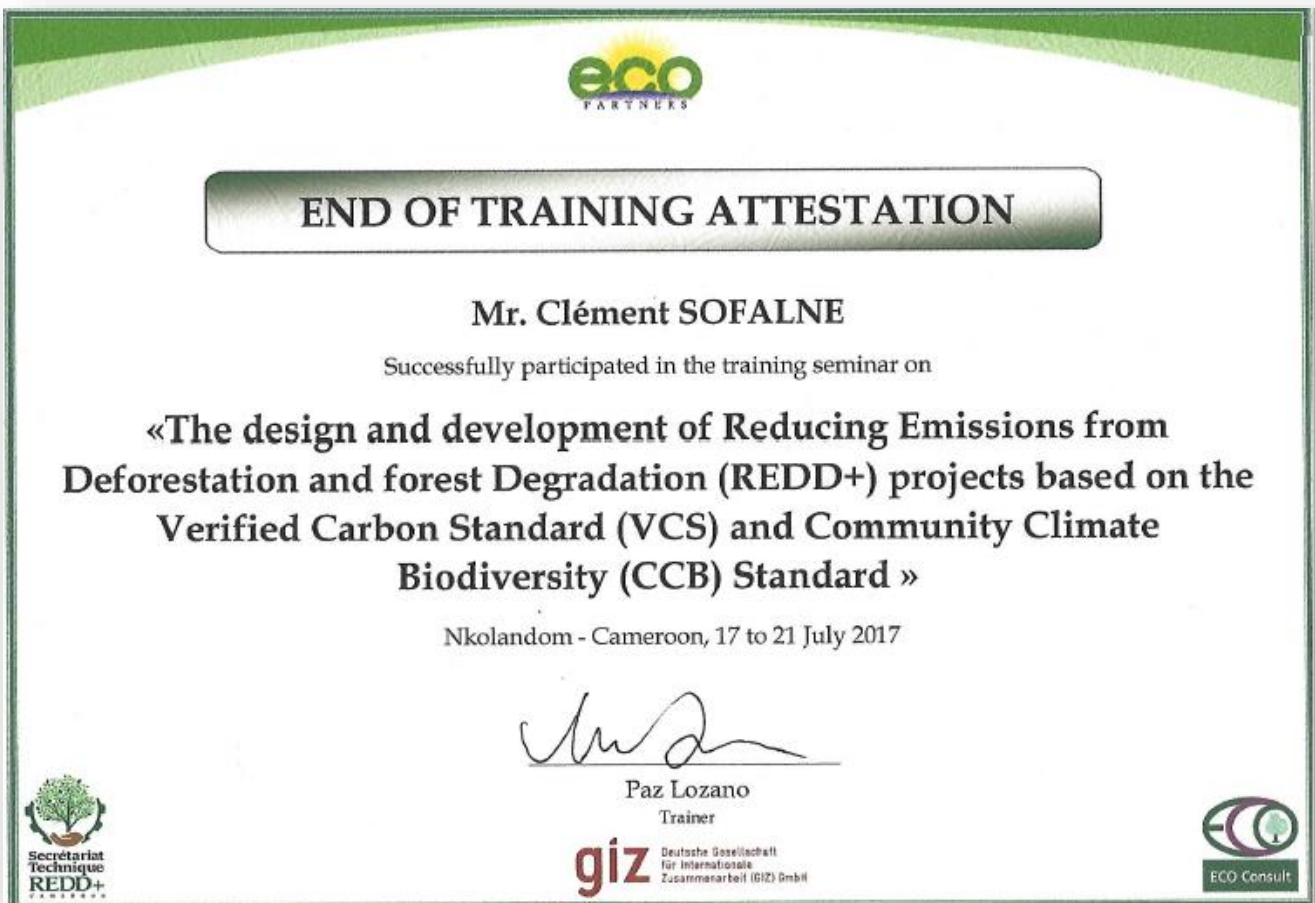 eco
PARTNERS
END OF TRAINING ATTESTATION
Mr. Clément SOFALNE
Successfully participated in the training seminar on
«The design and development of Reducing Emissions from
Deforestation and forest Degradation (REDD+) projects based on the
Verified Carbon Standard (VCS) and Community Climate
Biodiversity (CCB) Standard »
Nkolandom - Cameroon, 17 to 21 July 2017
Paz Lozano
Trainer
Secrétariat
Technique
REDD+
CAMEROUN
giz
Deutsche Gesellschaft
für Internationale
Zusammenarbeit (GIZ) GmbH
ECO
ECO Consult